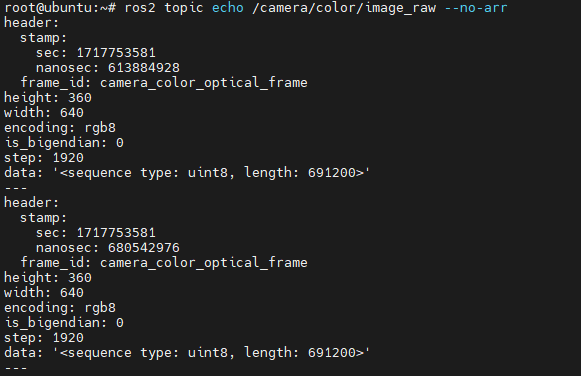 root@ubuntu:~# ros2 topic echo /camera/color/image_raw --no-arr
header:
  stamp:
    sec: 1717753581
    nanosec: 613884928
  frame_id: camera_color_optical_frame
height: 360
width: 640
encoding: rgb8
is_bigendian: 0
step: 1920
data: '<sequence type: uint8, length: 691200>'
---
header:
  stamp:
    sec: 1717753581
    nanosec: 680542976
  frame_id: camera_color_optical_frame
height: 360
width: 640
encoding: rgb8
is_bigendian: 0
step: 1920
data: '<sequence type: uint8, length: 691200>'
---